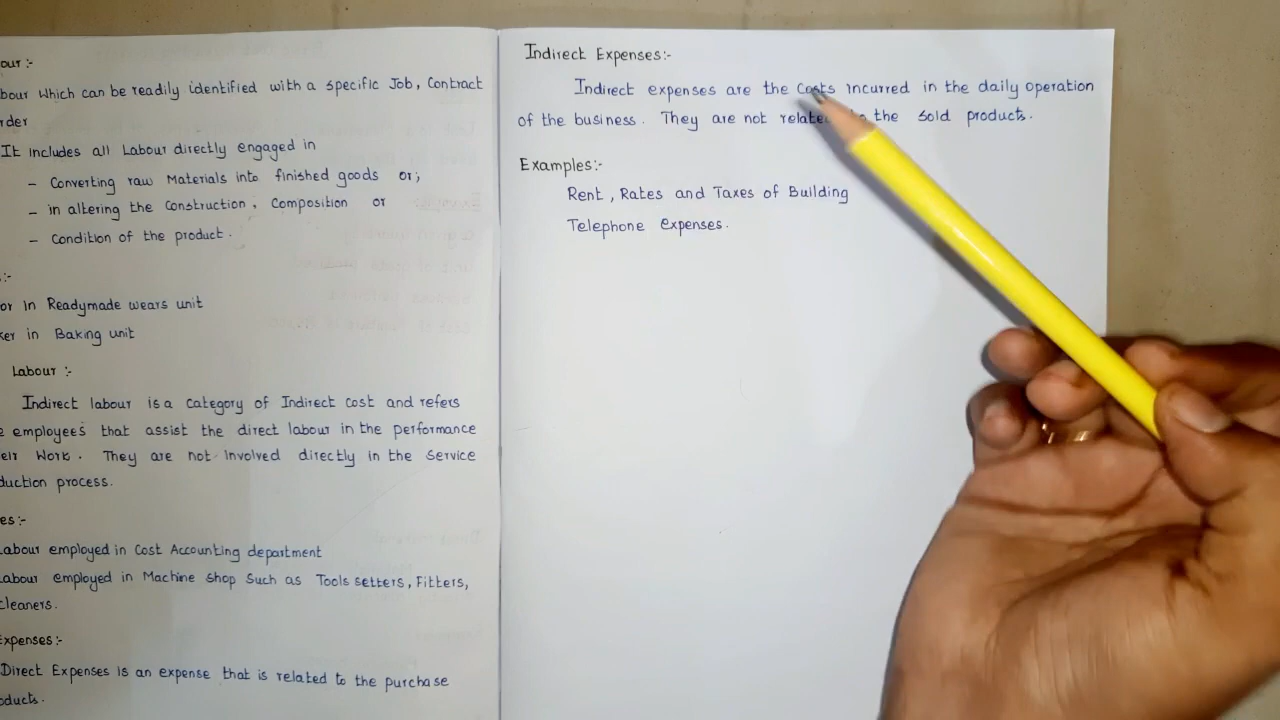 our :-
bour which can be readily identified with a specific Job, Contract
rder
It includes all Labour directly engaged in
- Converting raw Materials into finished goods or;
- in altering the Construction, Composition or
- Condition of the product.
:-
or in Readymade wears unit
ker in Baking unit
Labour :-
Indirect labour is a category of Indirect cost and refers
e employees that assist the direct labour in the performance
eir Work. They are not Involved directly in the Service
duction process.
es :-
Labour employed in Cost Accounting department
Labour employed in Machine shop Such as Tools setters, Fitters,
cleaners.
Expenses :-
Direct Expenses is an expense that is related to the purchase
oducts.
Indirect Expenses:-
Indirect expenses are the costs incurred in the daily operation
of the business. They are not relate the sold products.
Examples:-
Rent, Rates and Taxes of Building
Telephone expenses.